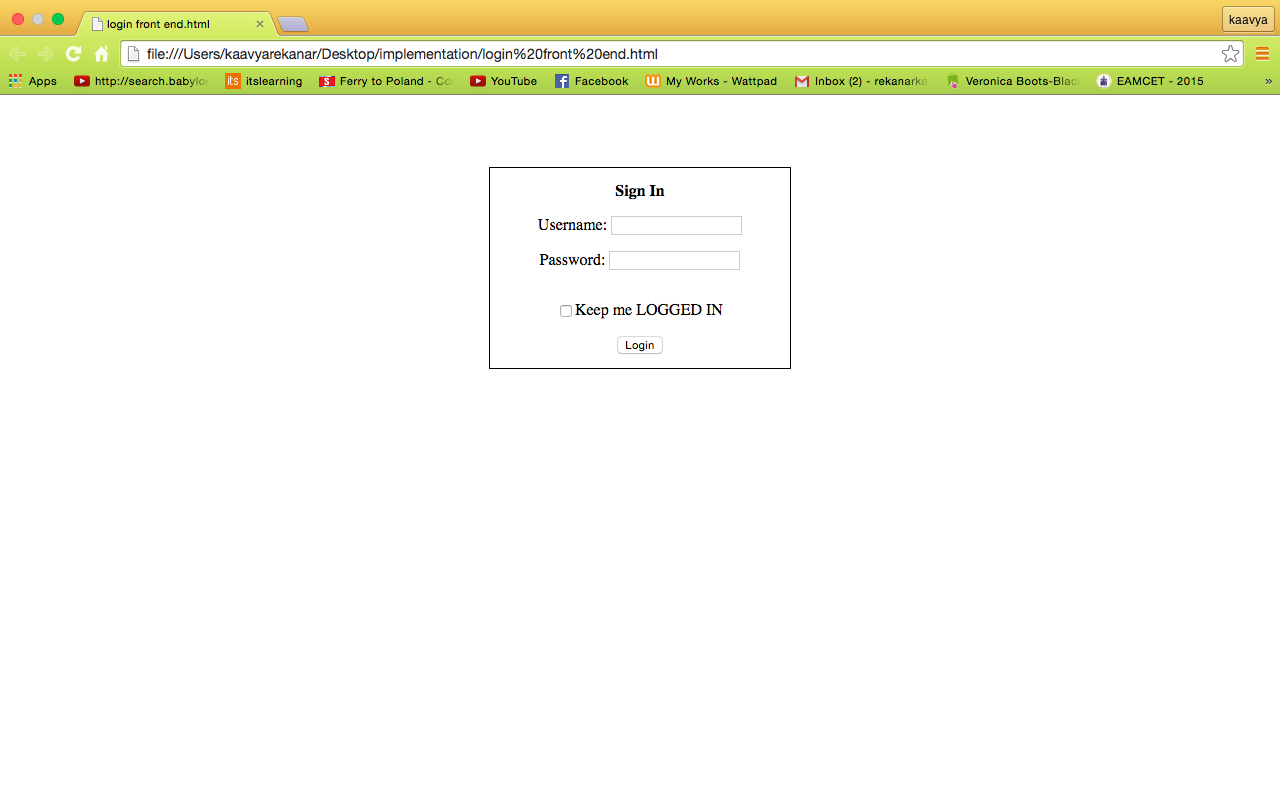 login front end.html
kaavya
file:///Users/kaavyarekanar/Desktop/implementation/login%20front%20end.html
Apps http://search.babylor its itslearning Ferry to Poland - Co YouTube Facebook My Works - Wattpad Inbox (2) - rekanarka Veronica Boots-Blac EAMCET - 2015 »
Sign In
Username:
Password:
Keep me LOGGED IN
Login